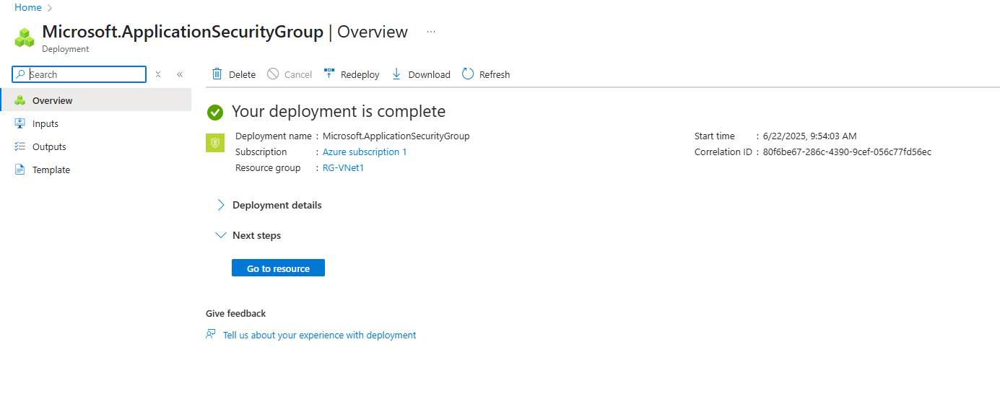 Home
Microsoft.ApplicationSecurityGroup | Overview ...
Deployment
Search
Overview
Inputs
Outputs
Template
Delete Cancel Redeploy Download Refresh
Your deployment is complete
Deployment name : Microsoft.ApplicationSecurityGroup
Subscription : Azure subscription 1
Resource group : RG-VNet1
Start time : 6/22/2025, 9:54:03 AM
Correlation ID : 80f6be67-286c-4390-9cef-056c77fd56ec
Deployment details
Next steps
Go to resource
Give feedback
Tell us about your experience with deployment